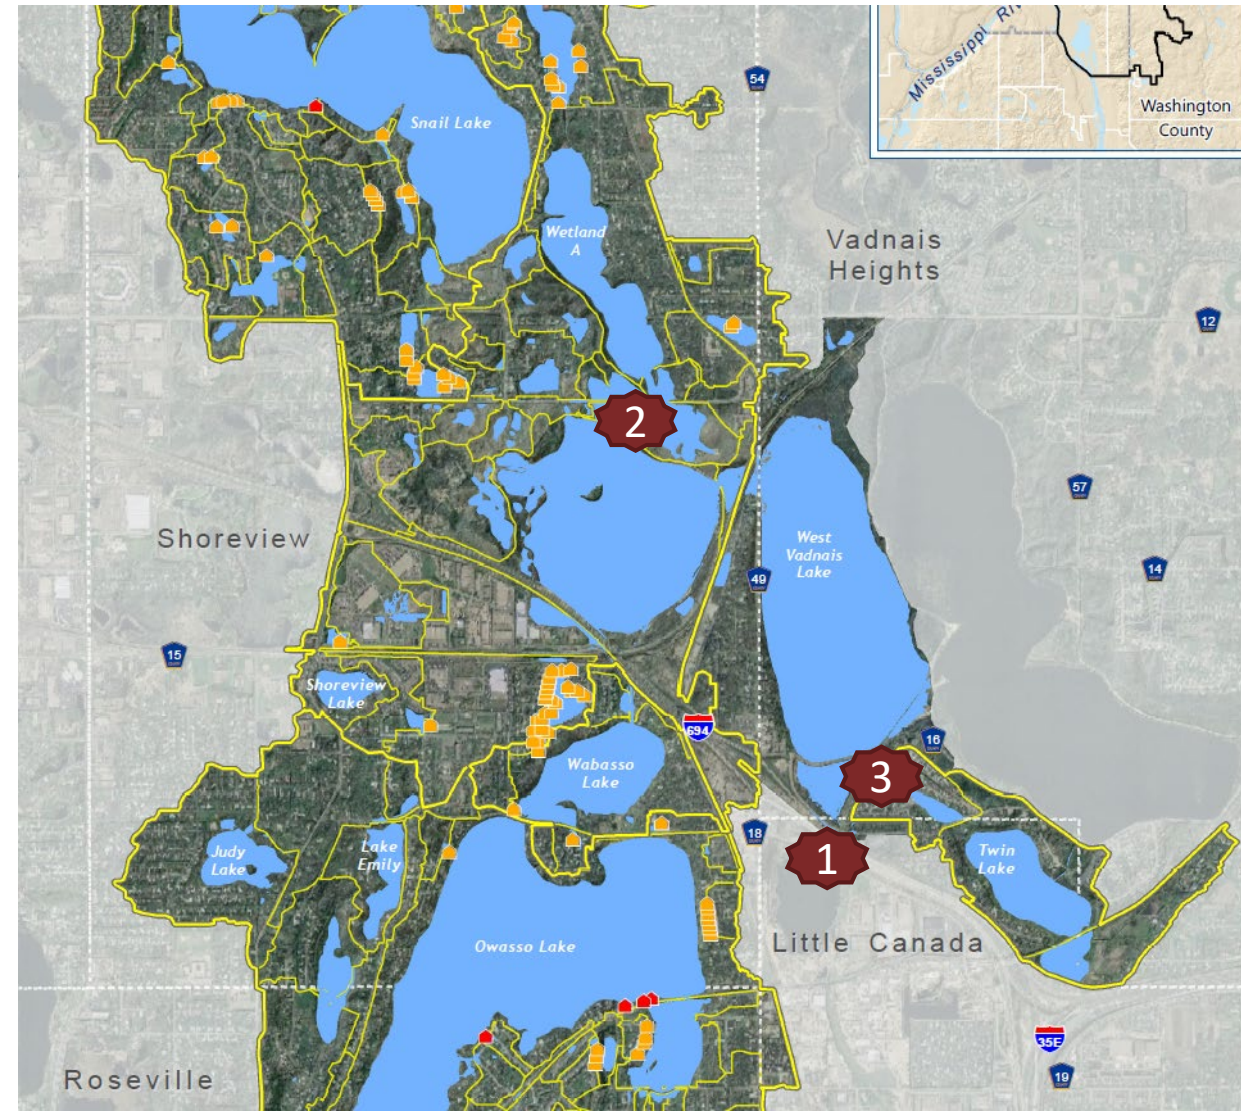 Mississippi
Washington
County
54
Snail Lake
Wetland
A
Vadnais
Heights
12
2
57
Shoreview
West
Vadnais
Lake
14
49
15
Shoreview
Lake
694
16
Wabasso
Lake
3
18
Judy
Lake
Lake
Emily
1
Twin
Lake
Owasso Lake
Little Canada
35E
19
Roseville